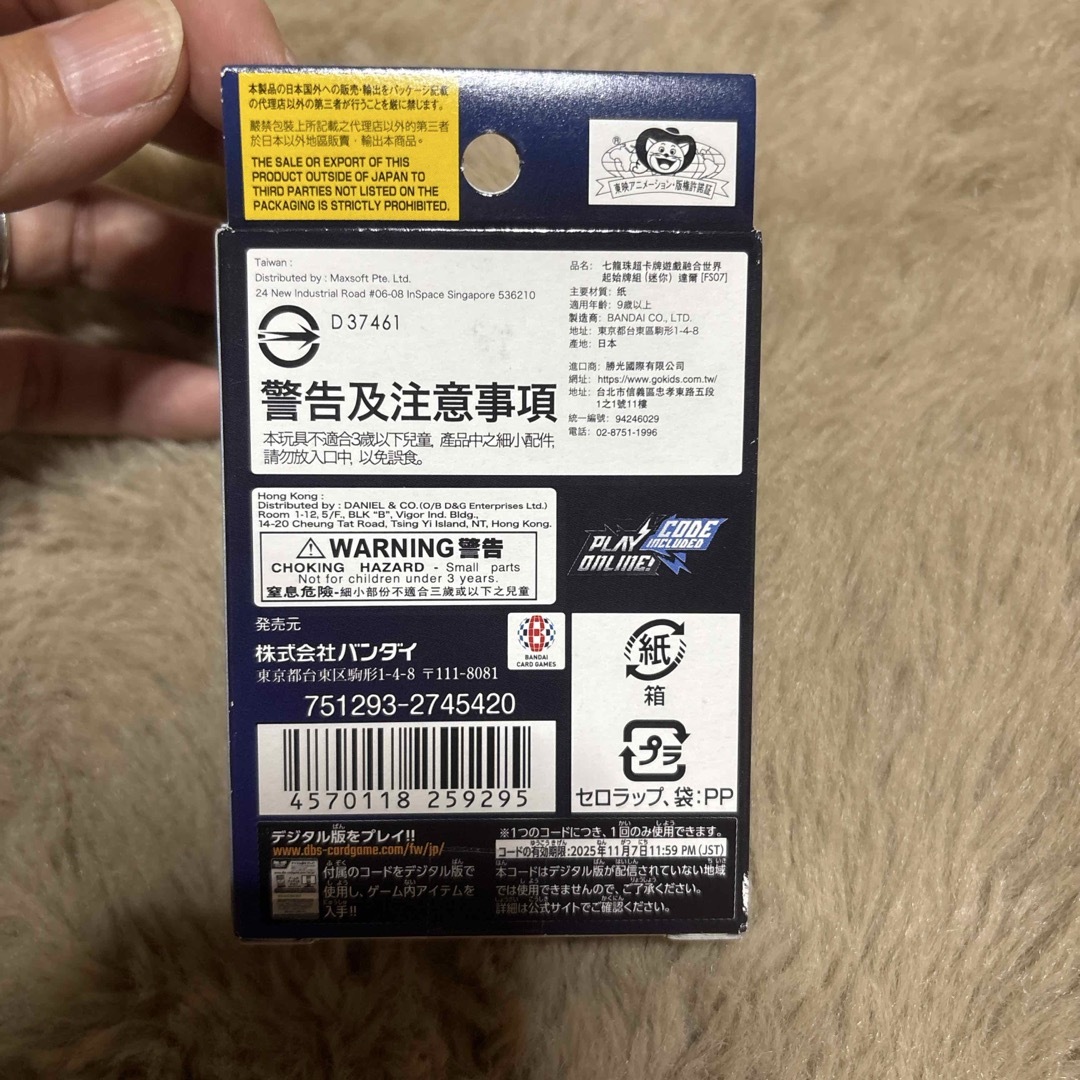 本製品の日本国外への販売・輸出をパッケージ記載
の代理店以外の第三者が行うことを厳に禁じます。
嚴禁包裝上所記載之代理店以外的第三者
於日本以外地區販賣・輸出本商品。
THE SALE OR EXPORT OF THIS
PRODUCT OUTSIDE OF JAPAN TO
THIRD PARTIES NOT LISTED ON THE
PACKAGING IS STRICTLY PROHIBITED.
®
東映アニメーション・版権許諾証
Taiwan :
Distributed by : Maxsoft Pte. Ltd.
24 New Industrial Road #06-08 InSpace Singapore 536210
D37461
警告及注意事項
本玩具不適合3歲以下兒童, 產品中之細小配件,
請勿放入口中, 以免誤食。
品名: 七龍珠超卡牌遊戲融合世界
起始牌組 (迷你) 達爾 [FS07]
主要材質: 紙
適用年齡: 9歲以上
製造商: BANDAI CO., LTD.
地址: 東京都台東區駒形1-4-8
產地: 日本
進口商: 勝光國際有限公司
網址: https://www.gokids.com.tw/
地址: 台北市信義區忠孝東路五段
1之1號11樓
統一編號: 94246029
電話: 02-8751-1996
Hong Kong :
Distributed by : DANIEL & CO.(O/B D&G Enterprises Ltd.)
Room 1-12, 5/F., BLK “B”, Vigor Ind. Bldg.,
14-20 Cheung Tat Road, Tsing Yi Island, NT, Hong Kong.
WARNING 警告
CHOKING HAZARD - Small parts
Not for children under 3 years.
窒息危險-細小部份不適合三歲或以下之兒童
PLAY ONLINE!
CODE INCLUDED
発売元
株式会社バンダイ
東京都台東区駒形1-4-8 〒111-8081
B
BANDAI
CARD GAMES
751293-2745420
4570118 259295
紙
箱
プラ
セロラップ、袋:PP
デジタル版をプレイ!!
www.dbs-cardgame.com/fw/jp/
付属のコードをデジタル版で
使用し、ゲーム内アイテムを
入手!!
※1つのコードにつき、1回のみ使用できます。
コードの有効期限:2025年11月7日11:59 PM (JST)
本コードはデジタル版が配信されていない地域
では使用できませんので、ご了承ください。
詳細は公式サイトでご確認ください。